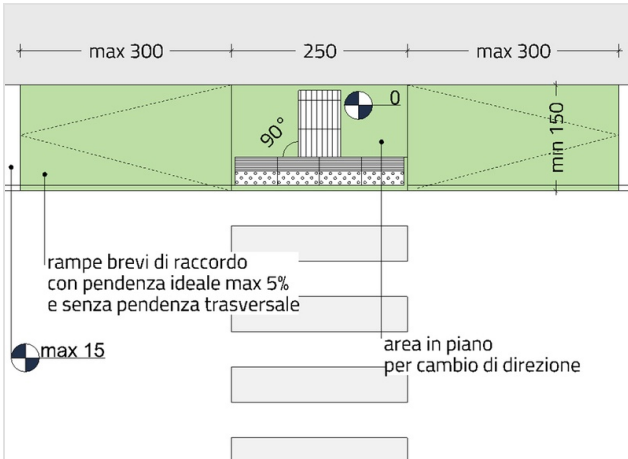 max 300
250
max 300
0
90°
min 150
rampe brevi di raccordo
con pendenza ideale max 5%
e senza pendenza trasversale
max 15
area in piano
per cambio di direzione